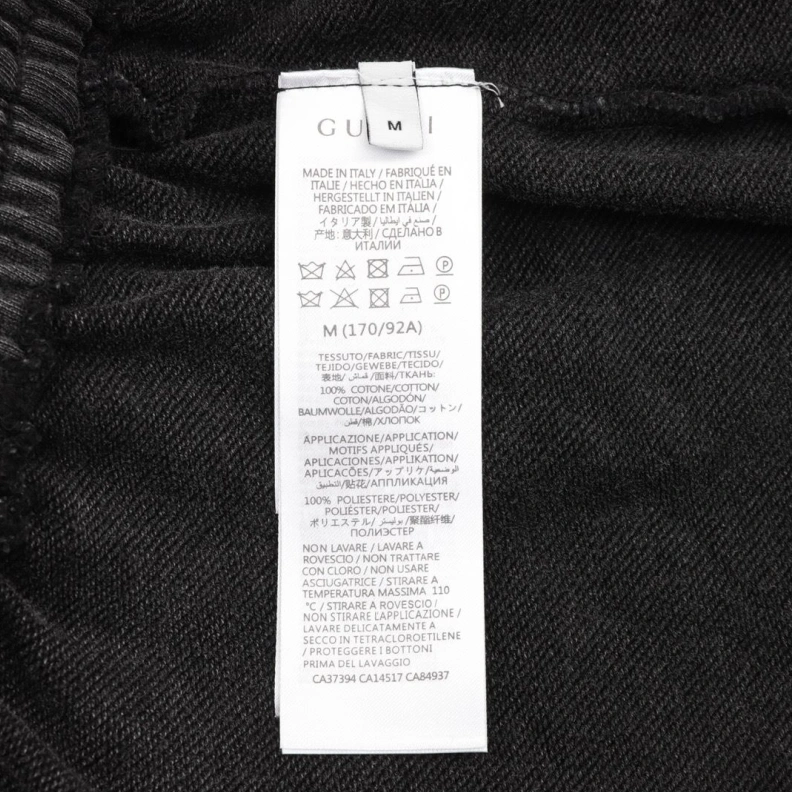 GU I
M
MADE IN ITALY / FABRIQUÉ EN
ITALIE / HECHO EN ITALIA /
HERGESTELLT IN ITALIEN /
FABRICADO EM ITÁLIA /
イタリア製 / صنع في ايطاليا /
产地: 意大利 / СДЕЛАНО В
ИТАЛИИ
P
P
M (170/92A)
TESSUTO/FABRIC/TISSU/
TEJIDO/GEWEBE/TECIDO/
表地/ قماش /面料/ТКАНЬ:
100% COTONE/COTTON/
COTON/ALGODÓN/
BAUMWOLLE/ALGODÃO/コットン/
قطن/棉/ХЛОПОК
APPLICAZIONE/APPLICATION/
MOTIFS APPLIQUÉS/
APLICACIONES/APPLIKATION/
APLICACÕES/アップリケ/الوضعية/
التطبيق/贴花/АППЛИКАЦИЯ
100% POLIESTERE/POLYESTER/
POLIÉSTER/POLIESTER/
ポリエステル/ بوليستر /聚酯纤维/
ПОЛИЭСТЕР
NON LAVARE / LAVARE A
ROVESCIO / NON TRATTARE
CON CLORO / NON USARE
ASCIUGATRICE / STIRARE A
TEMPERATURA MASSIMA 110
°C / STIRARE A ROVESCIO /
NON STIRARE L'APPLICAZIONE /
LAVARE DELICATAMENTE A
SECCO IN TETRACLOROETILENE
/ PROTEGGERE I BOTTONI
PRIMA DEL LAVAGGIO
CA37394 CA14517 CA84937